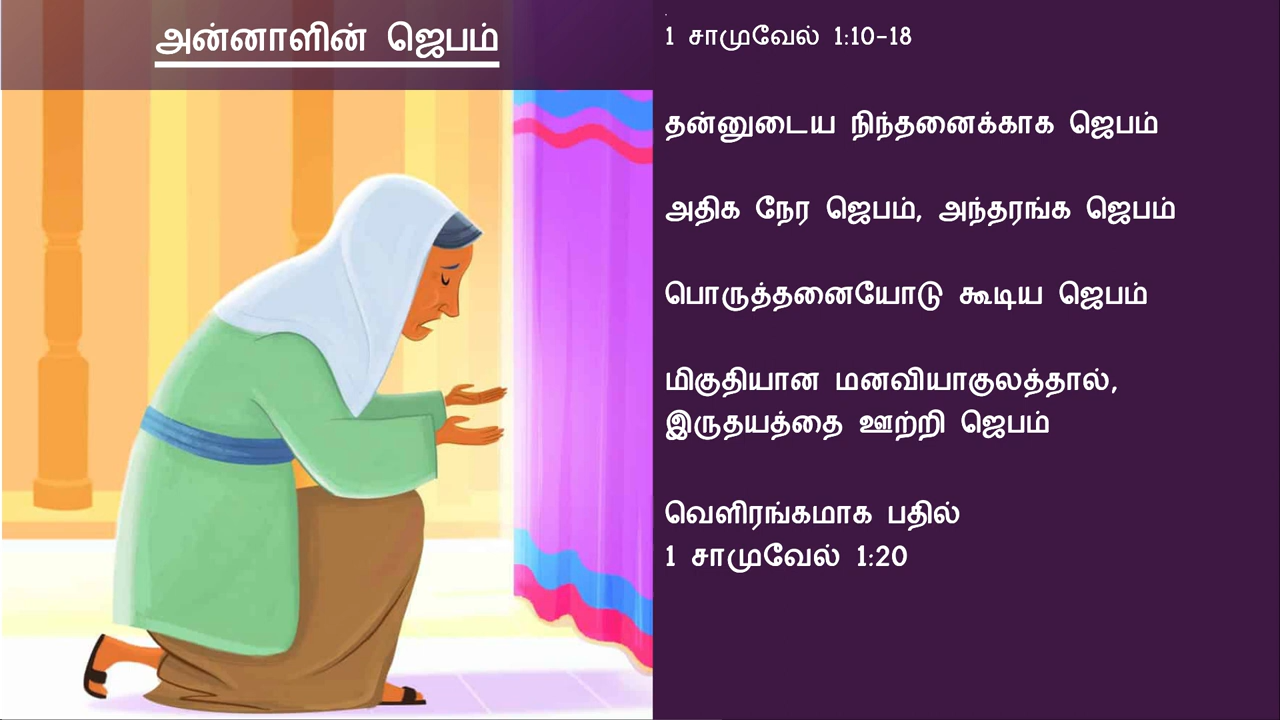 அன்னாளின் ஜெபம்
1 சாமுவேல் 1:10-18
தன்னுடைய நிந்தனைக்காக ஜெபம்
அதிக நேர ஜெபம், அந்தரங்க ஜெபம்
பொருத்தனையோடு கூடிய ஜெபம்
மிகுதியான மனவியாகுலத்தால்,
இருதயத்தை ஊற்றி ஜெபம்
வெளிரங்கமாக பதில்
1 சாமுவேல் 1:20